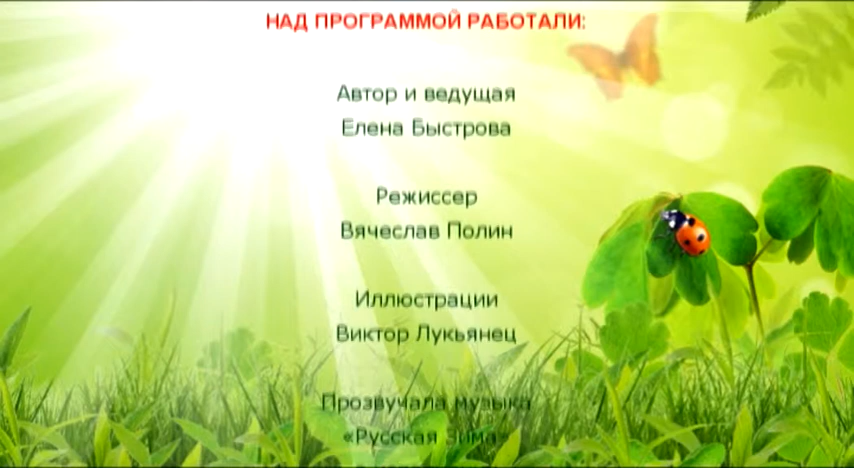 НАД ПРОГРАММОЙ РАБОТАЛИ:
Автор и ведущая
Елена Быстрова
Режиссер
Вячеслав Полин
Иллюстрации
Виктор Лукьянец
Прозвучала музыка
«Русская Зима»